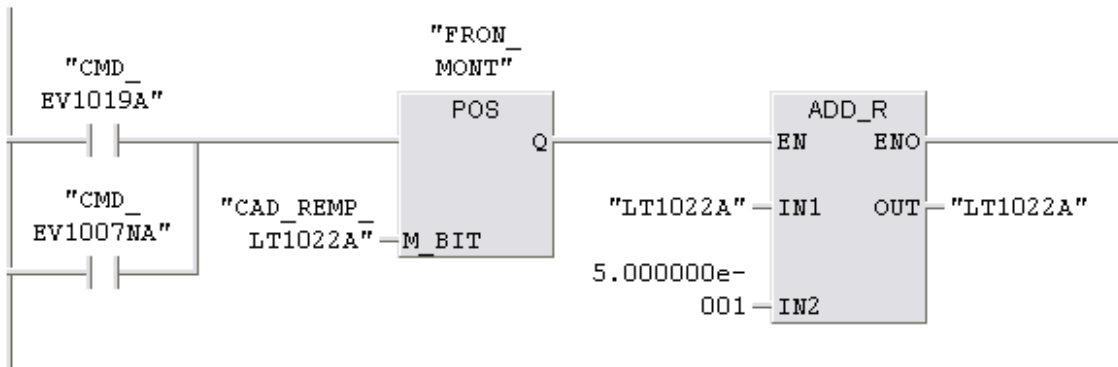 "FRON_
MONT"
"CMD_
EV1019A"
POS
Q
"CMD_
EV1007NA"
"CAD_REMP_
LT1022A"
M_BIT
ADD_R
EN ENO
"LT1022A" IN1 OUT "LT1022A"
5.000000e-
001 IN2